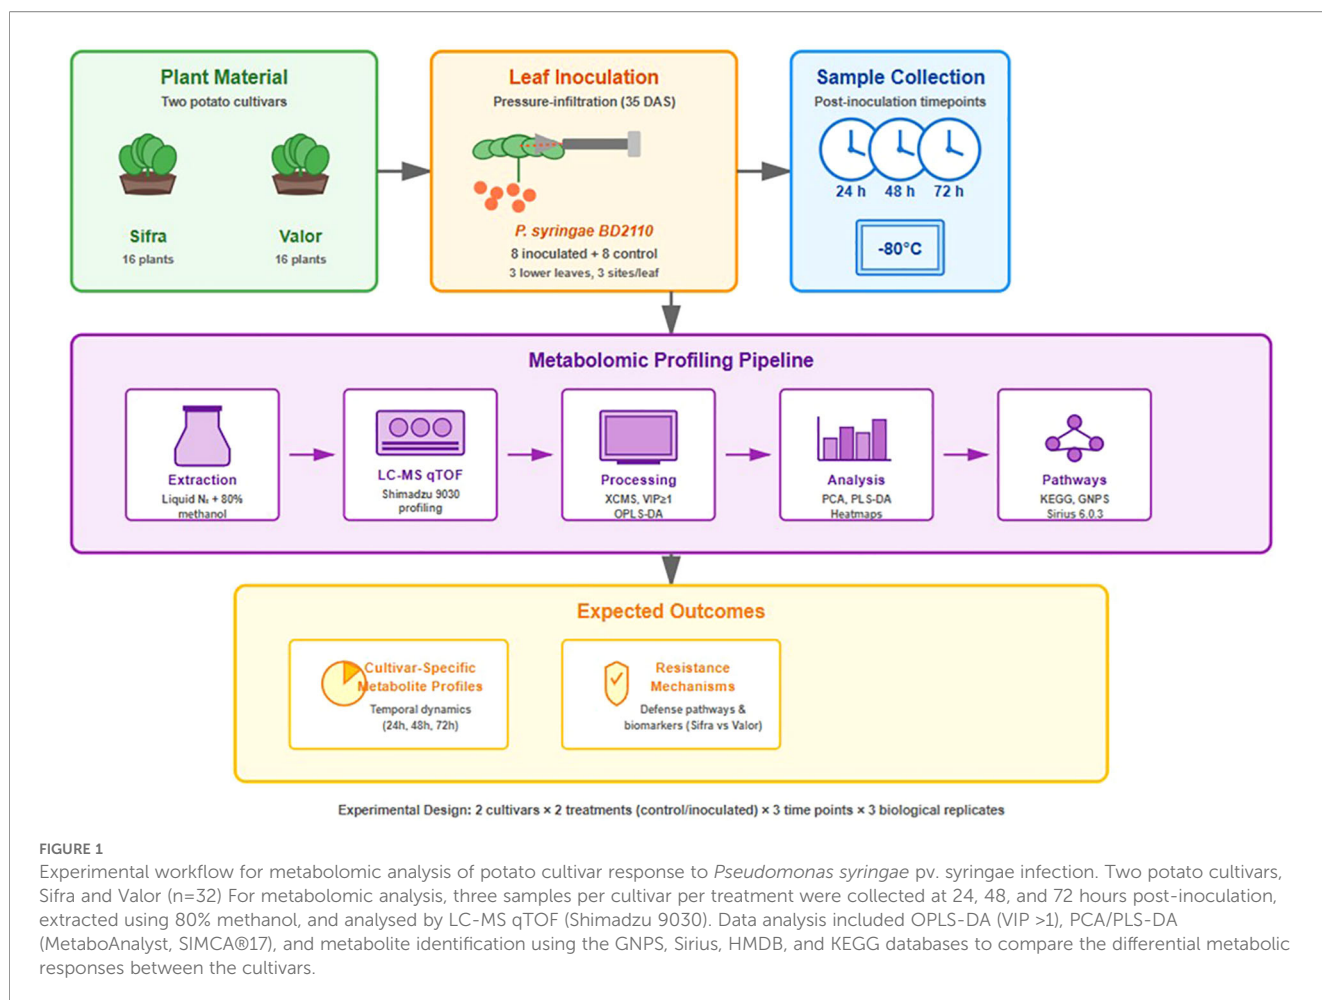 Plant Material
Two potato cultivars
Sifra
16 plants
Valor
16 plants
Leaf Inoculation
Pressure-infiltration (35 DAS)
P. syringae BD2110
8 inoculated + 8 control
3 lower leaves, 3 sites/leaf
Sample Collection
Post-inoculation timepoints
24 h 48 h 72 h
-80°C
Metabolomic Profiling Pipeline
Extraction
Liquid N₂ + 80%
methanol
LC-MS qTOF
Shimadzu 9030
profiling
Processing
XCMS, VIP≥1
OPLS-DA
Analysis
PCA, PLS-DA
Heatmaps
Pathways
KEGG, GNPS
Sirius 6.0.3
Expected Outcomes
Cultivar-Specific
Metabolite Profiles
Temporal dynamics
(24h, 48h, 72h)
Resistance
Mechanisms
Defense pathways &
biomarkers (Sifra vs Valor)
Experimental Design: 2 cultivars × 2 treatments (control/inoculated) × 3 time points × 3 biological replicates
FIGURE 1
Experimental workflow for metabolomic analysis of potato cultivar response to Pseudomonas syringae pv. syringae infection. Two potato cultivars,
Sifra and Valor (n=32) For metabolomic analysis, three samples per cultivar per treatment were collected at 24, 48, and 72 hours post-inoculation,
extracted using 80% methanol, and analysed by LC-MS qTOF (Shimadzu 9030). Data analysis included OPLS-DA (VIP >1), PCA/PLS-DA
(MetaboAnalyst, SIMCA®17), and metabolite identification using the GNPS, Sirius, HMDB, and KEGG databases to compare the differential metabolic
responses between the cultivars.